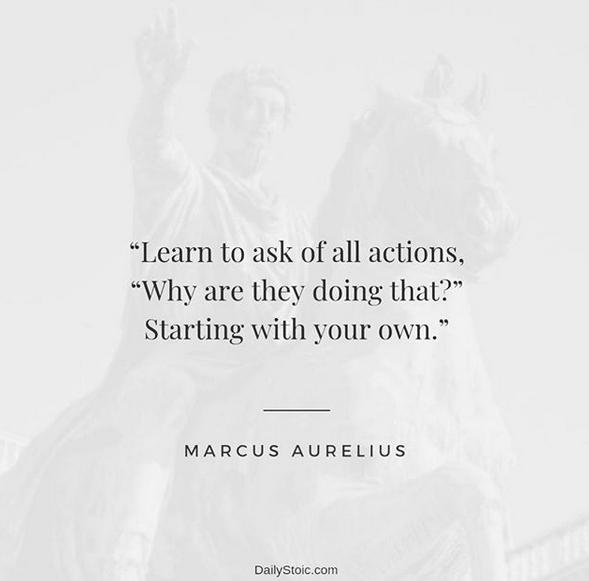 “Learn to ask of all actions,
“Why are they doing that?”
Starting with your own.”
MARCUS AURELIUS
DailyStoic.com